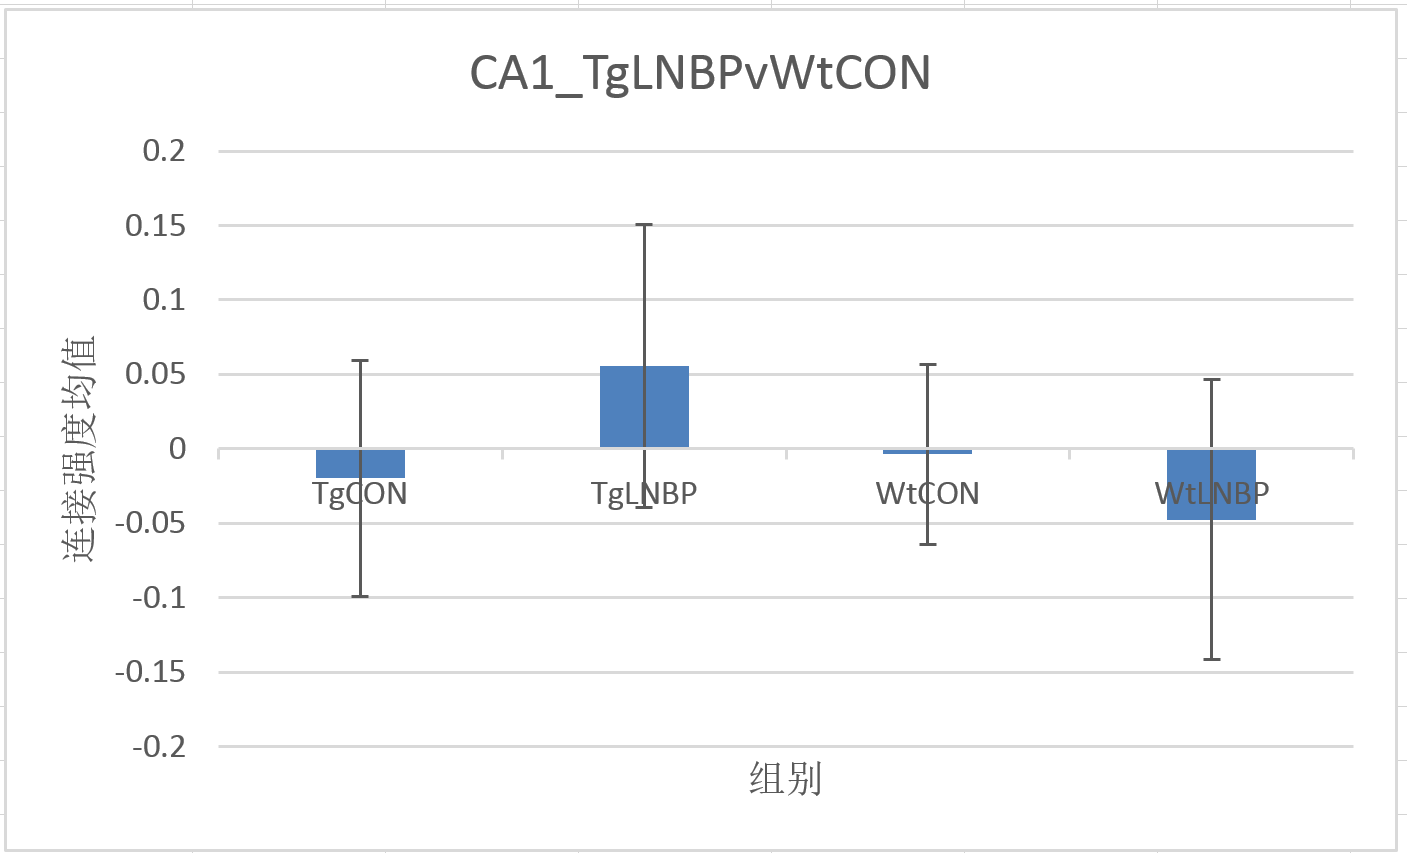 CA1_TgLNBPvWtCON
0.2
0.15
0.1
0.05
0
-0.05
-0.1
-0.15
-0.2
连接强度均值
TgCON
TgLNBP
WtCON
WtLNBP
组别